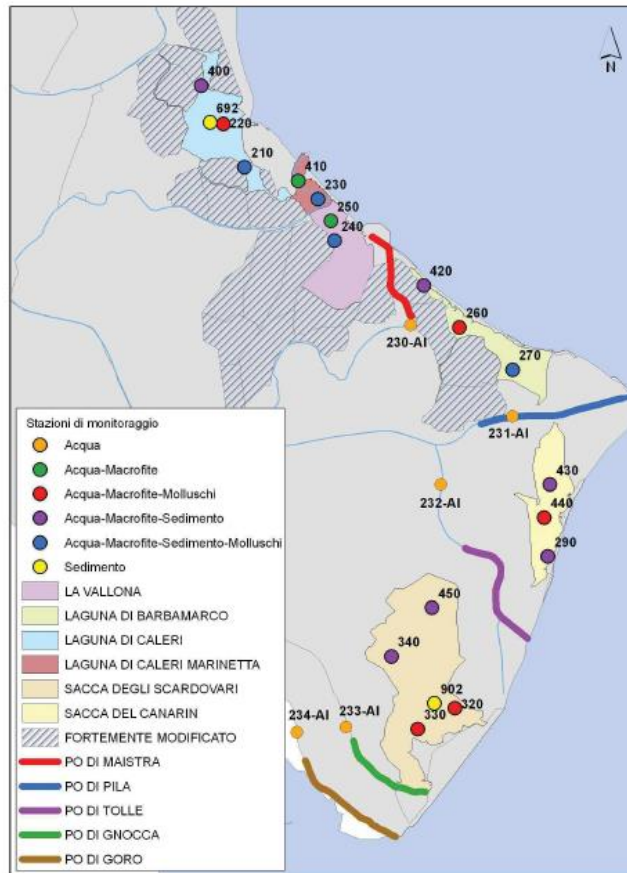 N
400
692
220
210
410
230
250
240
420
260
230-AI
270
231-AI
430
232-AI
440
290
450
340
902
320
330
234-AI
233-AI
Stazioni di monitoraggio
Acqua
Acqua-Macrofite
Acqua-Macrofite-Molluschi
Acqua-Macrofite-Sedimento
Acqua-Macrofite-Sedimento-Molluschi
Sedimento
LA VALLONA
LAGUNA DI BARBAMARCO
LAGUNA DI CALERI
LAGUNA DI CALERI MARINETTA
SACCA DEGLI SCARDOVARI
SACCA DEL CANARIN
FORTEMENTE MODIFICATO
PO DI MAISTRA
PO DI PILA
PO DI TOLLE
PO DI GNOCCA
PO DI GORO